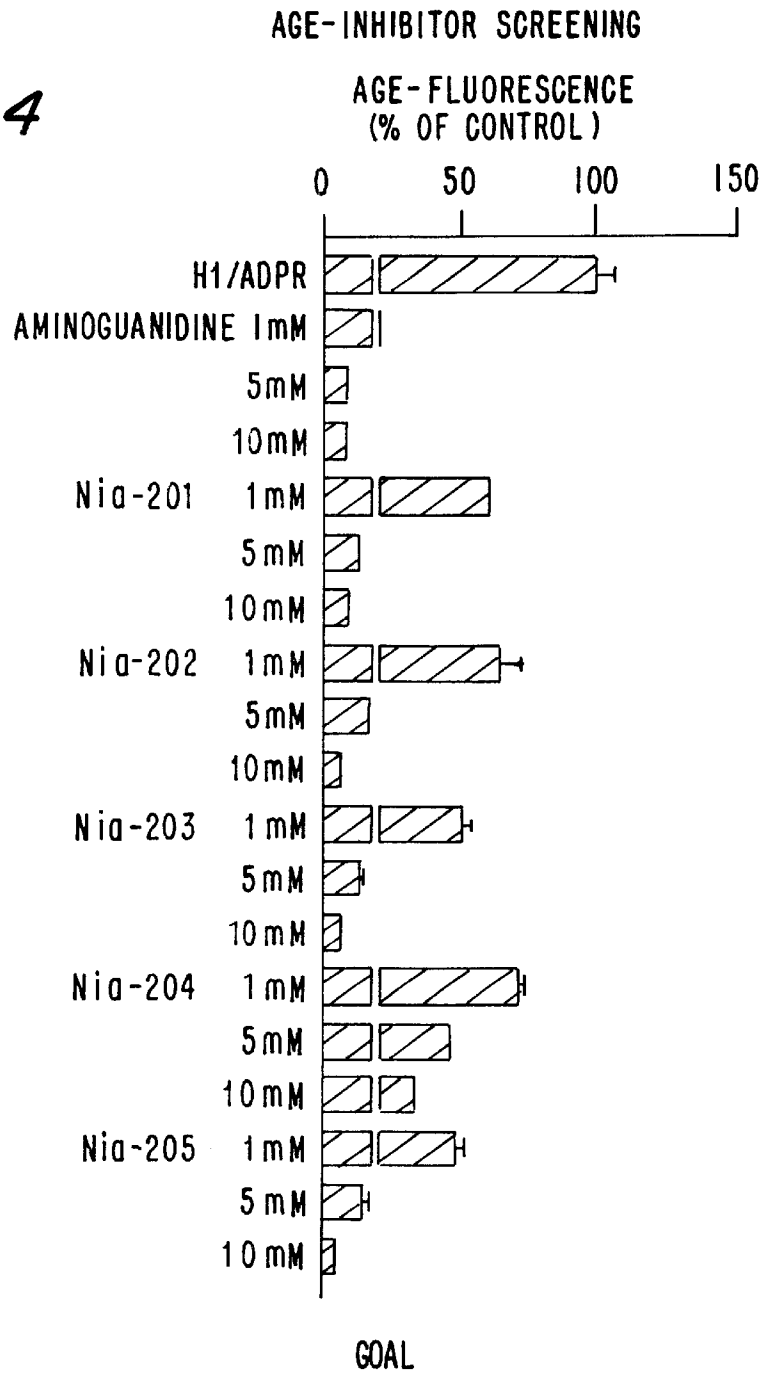 AGE-INHIBITOR SCREENING
4
AGE-FLUORESCENCE
(% OF CONTROL)
0 50 100 150
H1/ADPR
AMINOGUANIDINE 1mM
5mM
10mM
Nia-201 1mM
5mM
10mM
Nia-202 1mM
5mM
10mM
Nia-203 1mM
5mM
10mM
Nia-204 1mM
5mM
10mM
Nia-205 1mM
5mM
10mM
GOAL